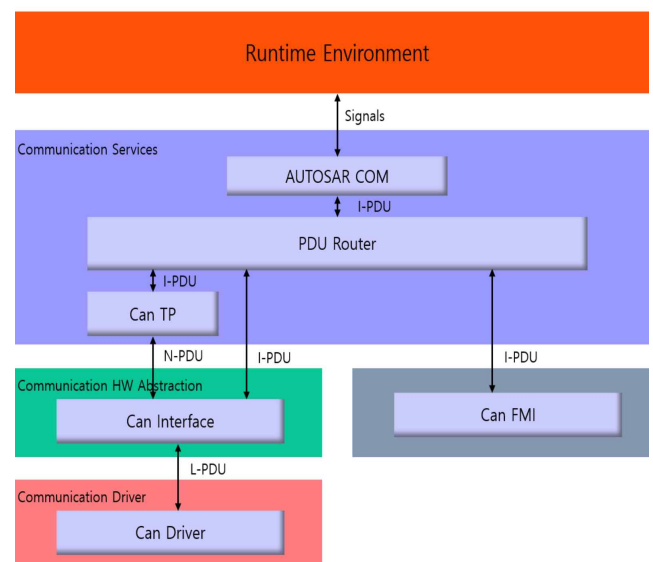 Runtime Environment
Signals
Communication Services
AUTOSAR COM
I-PDU
PDU Router
I-PDU
Can TP
N-PDU
I-PDU
I-PDU
Communication HW Abstraction
Can Interface
Can FMI
L-PDU
Communication Driver
Can Driver